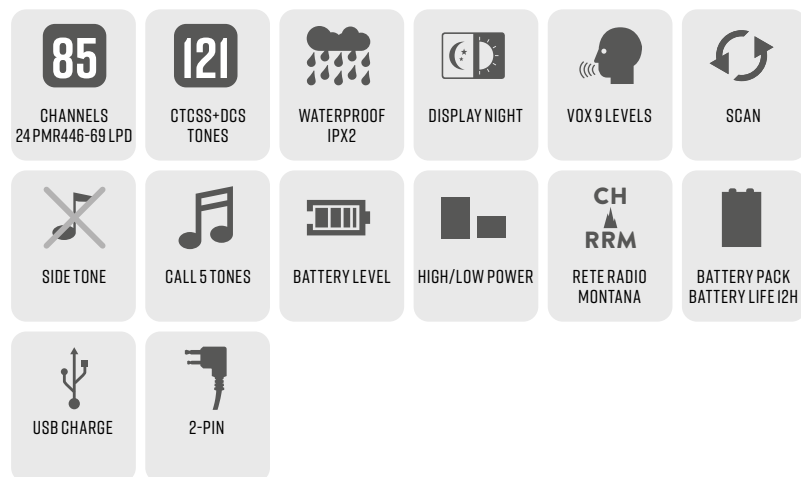 85
CHANNELS
24 PMR446-69 LPD
121
CTCSS+DCS
TONES
WATERPROOF
IPX2
DISPLAY NIGHT
VOX 9 LEVELS
SCAN
SIDE TONE
CALL 5 TONES
BATTERY LEVEL
HIGH/LOW POWER
CH
RRM
RETE RADIO
MONTANA
BATTERY PACK
BATTERY LIFE 12H
USB CHARGE
2-PIN